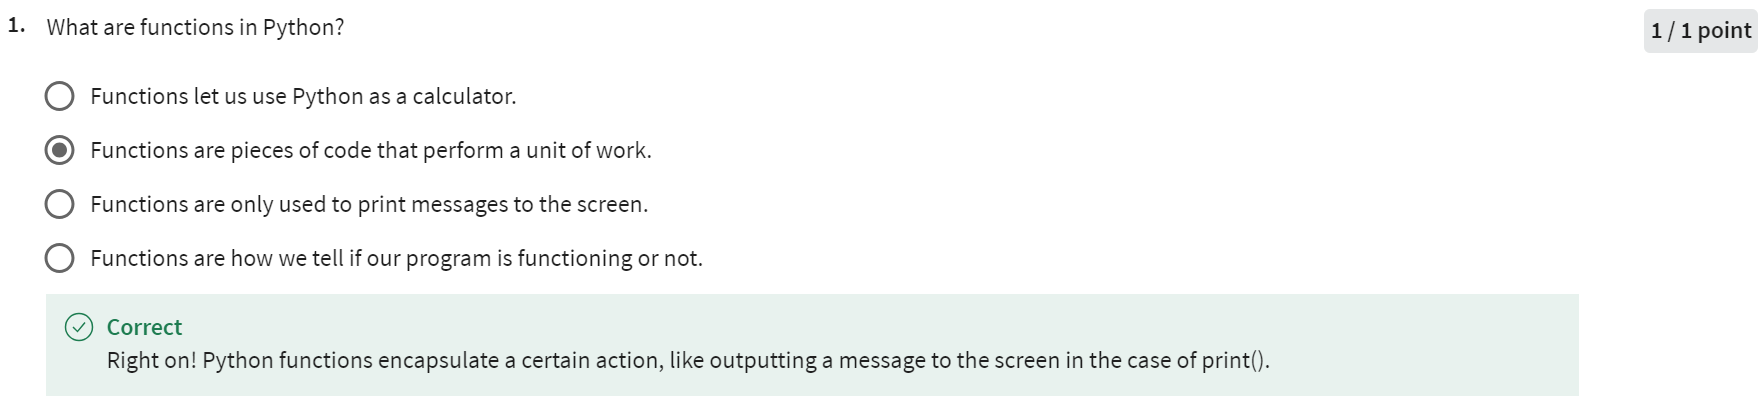 1. What are functions in Python?
1 / 1 point
Functions let us use Python as a calculator.
Functions are pieces of code that perform a unit of work.
Functions are only used to print messages to the screen.
Functions are how we tell if our program is functioning or not.
Correct
Right on! Python functions encapsulate a certain action, like outputting a message to the screen in the case of print().